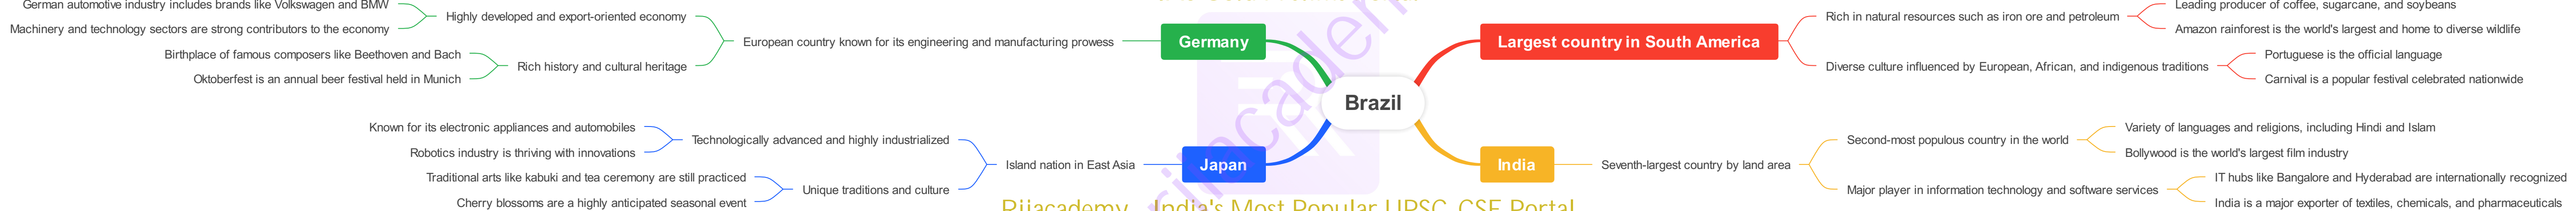 German automotive industry includes brands like Volkswagen and BMW
Machinery and technology sectors are strong contributors to the economy
Highly developed and export-oriented economy
Birthplace of famous composers like Beethoven and Bach
Oktoberfest is an annual beer festival held in Munich
Rich history and cultural heritage
European country known for its engineering and manufacturing prowess
Germany
Known for its electronic appliances and automobiles
Robotics industry is thriving with innovations
Technologically advanced and highly industrialized
Traditional arts like kabuki and tea ceremony are still practiced
Cherry blossoms are a highly anticipated seasonal event
Unique traditions and culture
Island nation in East Asia
Japan
Brazil
Largest country in South America
Rich in natural resources such as iron ore and petroleum
Leading producer of coffee, sugarcane, and soybeans
Amazon rainforest is the world's largest and home to diverse wildlife
Diverse culture influenced by European, African, and indigenous traditions
Portuguese is the official language
Carnival is a popular festival celebrated nationwide
India
Seventh-largest country by land area
Second-most populous country in the world
Variety of languages and religions, including Hindi and Islam
Bollywood is the world's largest film industry
Major player in information technology and software services
IT hubs like Bangalore and Hyderabad are internationally recognized
India is a major exporter of textiles, chemicals, and pharmaceuticals
Rijacademy - India's Most Popular UPSC CSE Portal